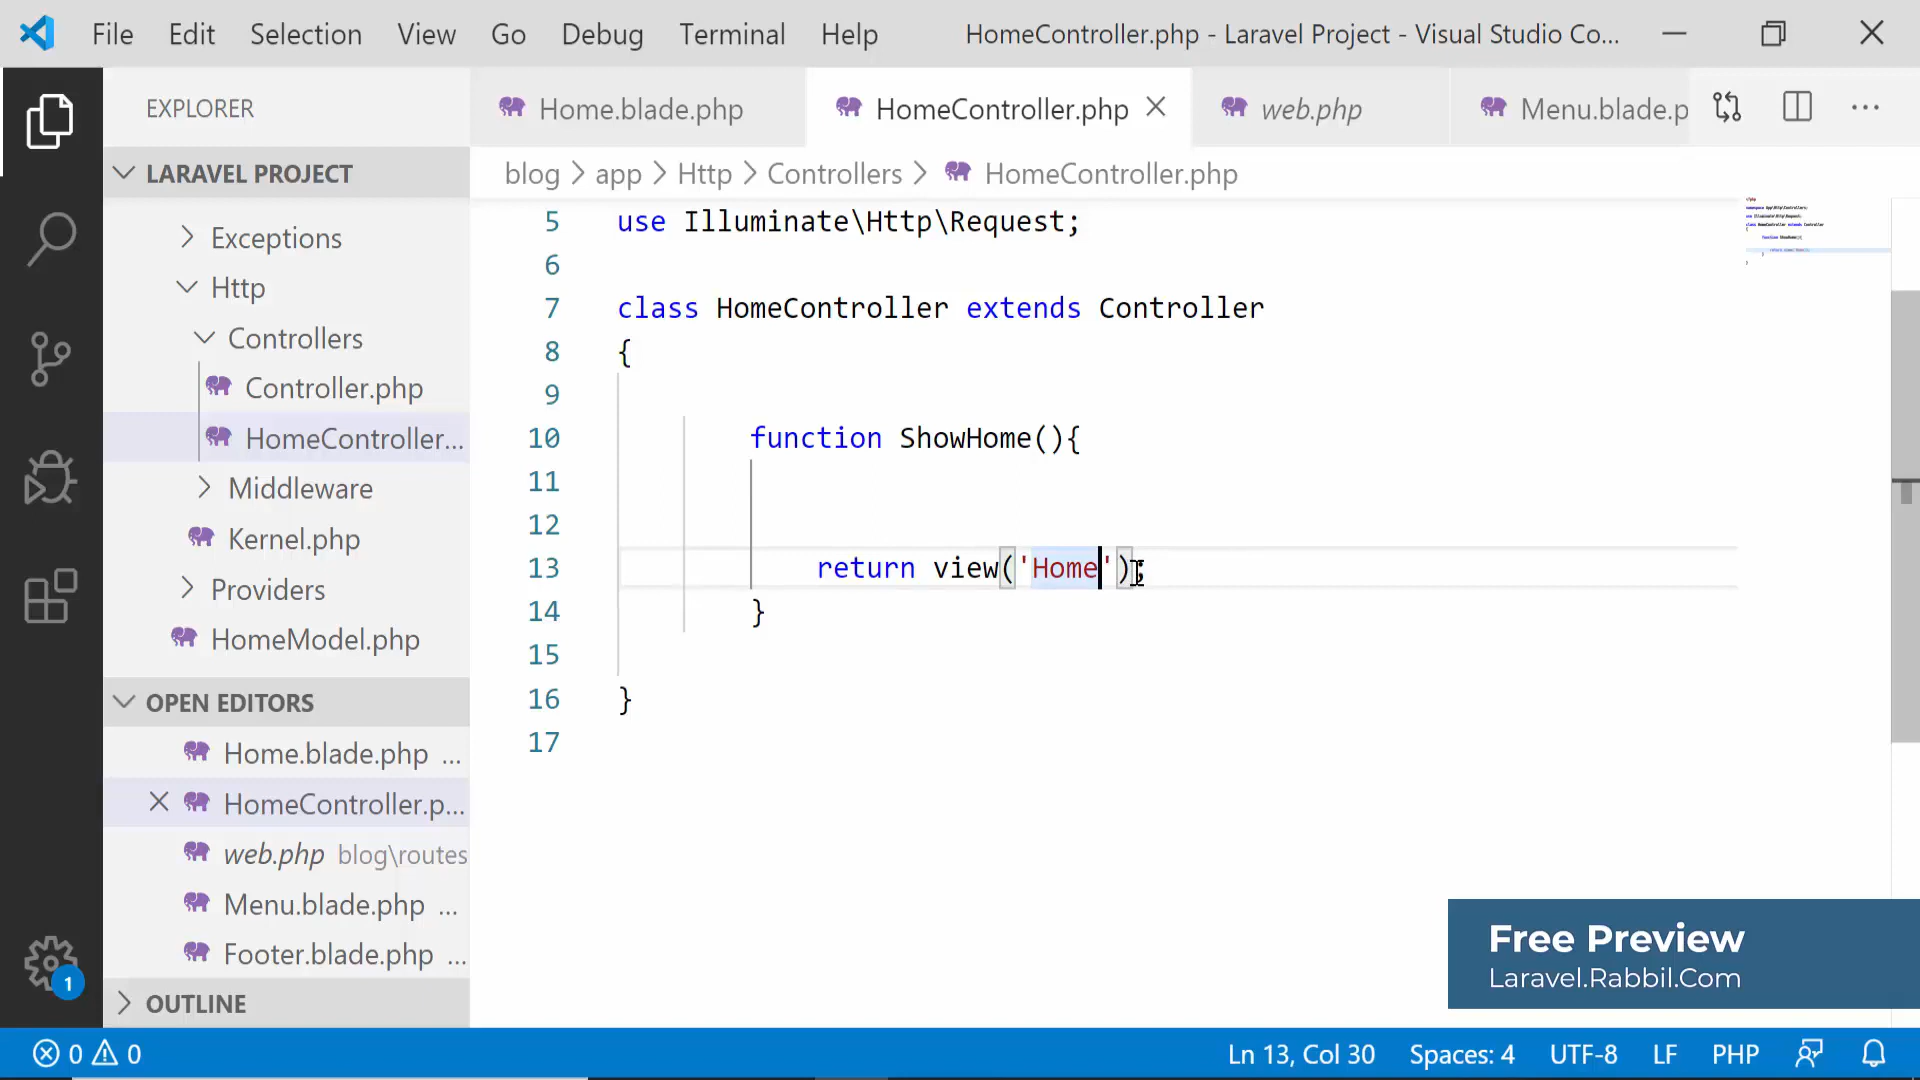 File Edit Selection View Go Debug Terminal Help HomeController.php - Laravel Project - Visual Studio Co...
EXPLORER
LARAVEL PROJECT
Exceptions
Http
Controllers
Controller.php
HomeController...
Middleware
Kernel.php
Providers
HomeModel.php
OPEN EDITORS
Home.blade.php ...
HomeController.p...
web.php blog\routes
Menu.blade.php ...
Footer.blade.php ...
OUTLINE
1
Home.blade.php HomeController.php web.php Menu.blade.p
blog > app > Http > Controllers > HomeController.php
5 use Illuminate\Http\Request;
6
7 class HomeController extends Controller
8 {
9
10 function ShowHome(){
11
12
13 return view('Home');
14 }
15
16 }
17
Free Preview
Laravel.Rabbil.Com
0 0 Ln 13, Col 30 Spaces: 4 UTF-8 LF PHP